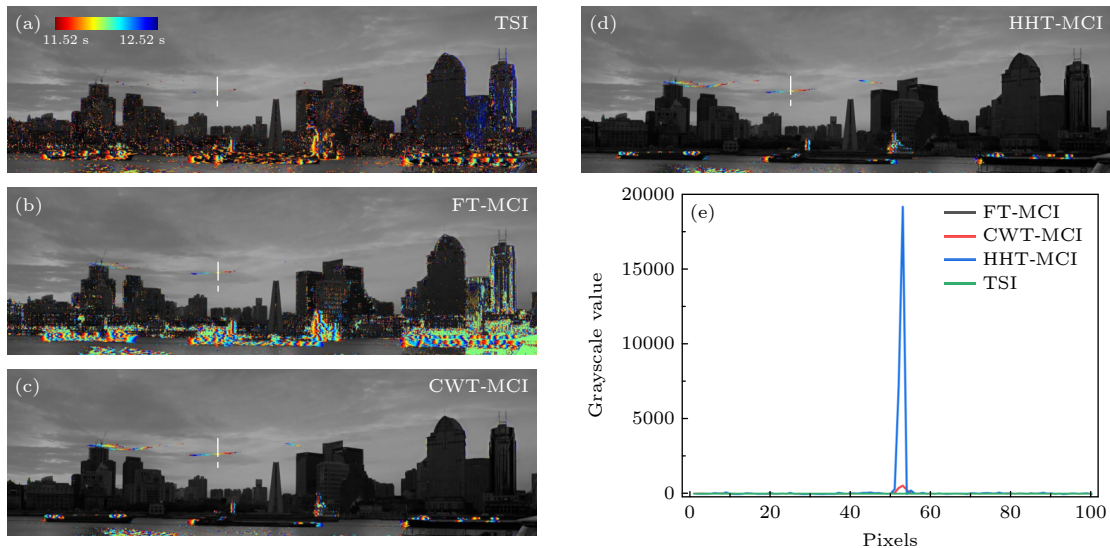 (a) TSI
11.52 s 12.52 s
(b) FT-MCI
(c) CWT-MCI
(d) HHT-MCI
(e)
FT-MCI
CWT-MCI
HHT-MCI
TSI
Grayscale value
20000
15000
10000
5000
0
0 20 40 60 80 100
Pixels